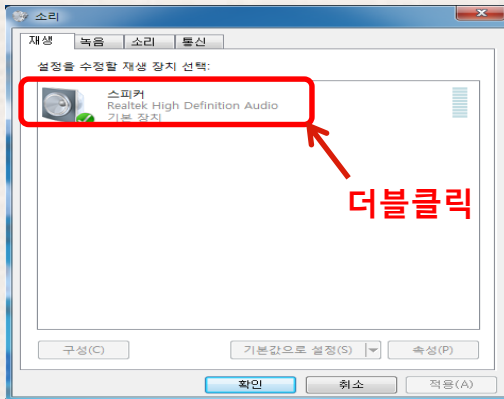 소리
재생 녹음 소리 통신
설정을 수정할 재생 장치 선택:
스피커
Realtek High Definition Audio
기본 장치
더블클릭
구성(C) 기본값으로 설정(S) 속성(P)
확인 취소 적용(A)